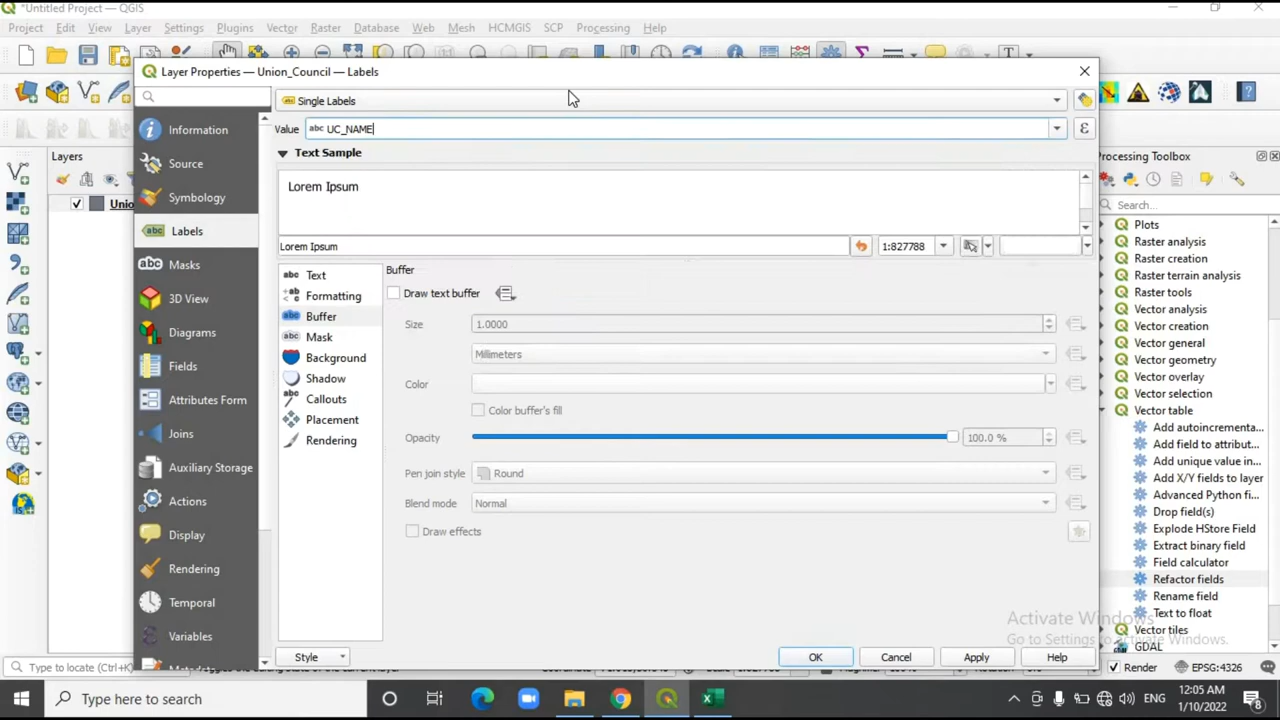 *Untitled Project — QGIS
Project Edit View Layer Settings Plugins Vector Raster Database Web Mesh HCMGIS SCP Processing Help
Layer Properties — Union_Council — Labels
Single Labels
Value abc UC_NAME
Text Sample
Lorem Ipsum
Lorem Ipsum 1:827788
Information
Source
Symbology
Labels
Masks
3D View
Diagrams
Fields
Attributes Form
Joins
Auxiliary Storage
Actions
Display
Rendering
Temporal
Variables
Text
Formatting
Buffer
Mask
Background
Shadow
Callouts
Placement
Rendering
Buffer
Draw text buffer
Size 1.0000
Milimeters
Color
Color buffer's fill
Opacity 100.0 %
Pen join style Round
Blend mode Normal
Draw effects
Style OK Cancel Apply Help
Layers
Unio
Processing Toolbox
Search...
Plots
Raster analysis
Raster creation
Raster terrain analysis
Raster tools
Vector analysis
Vector creation
Vector general
Vector geometry
Vector overlay
Vector selection
Vector table
Add autoincrementa...
Add field to attribut...
Add unique value in...
Add X/Y fields to layer
Advanced Python fi...
Drop field(s)
Explode HStore Field
Extract binary field
Field calculator
Refactor fields
Rename field
Text to float
Vector tiles
GDAL
Activate Windows
Go to Settings to activate Windows.
Type to locate (Ctrl+K) Render EPSG:4326
Type here to search ENG 12:05 AM
1/10/2022 8